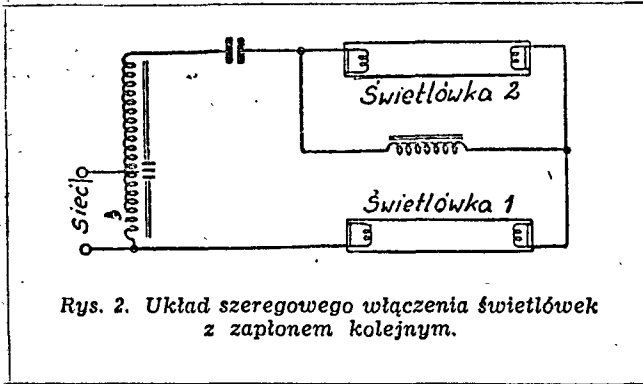 Świetlówka 2
Sieć
Świetlówka 1
Rys. 2. Układ szeregowego włączenia świetlówek
z zapłonem kolejnym.